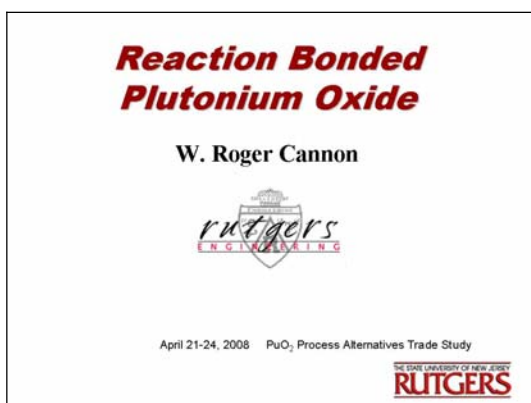 Reaction Bonded
Plutonium Oxide
W. Roger Cannon
rutgers
ENGINEERING
April 21-24, 2008 PuO₂ Process Alternatives Trade Study
THE STATE UNIVERSITY OF NEW JERSEY
RUTGERS